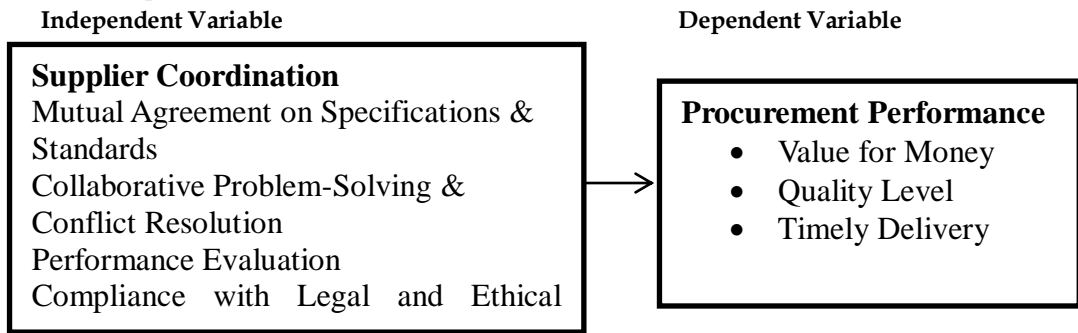 Independent Variable
Dependent Variable
Supplier Coordination
Mutual Agreement on Specifications &
Standards
Collaborative Problem-Solving &
Conflict Resolution
Performance Evaluation
Compliance with Legal and Ethical
Procurement Performance
• Value for Money
• Quality Level
• Timely Delivery